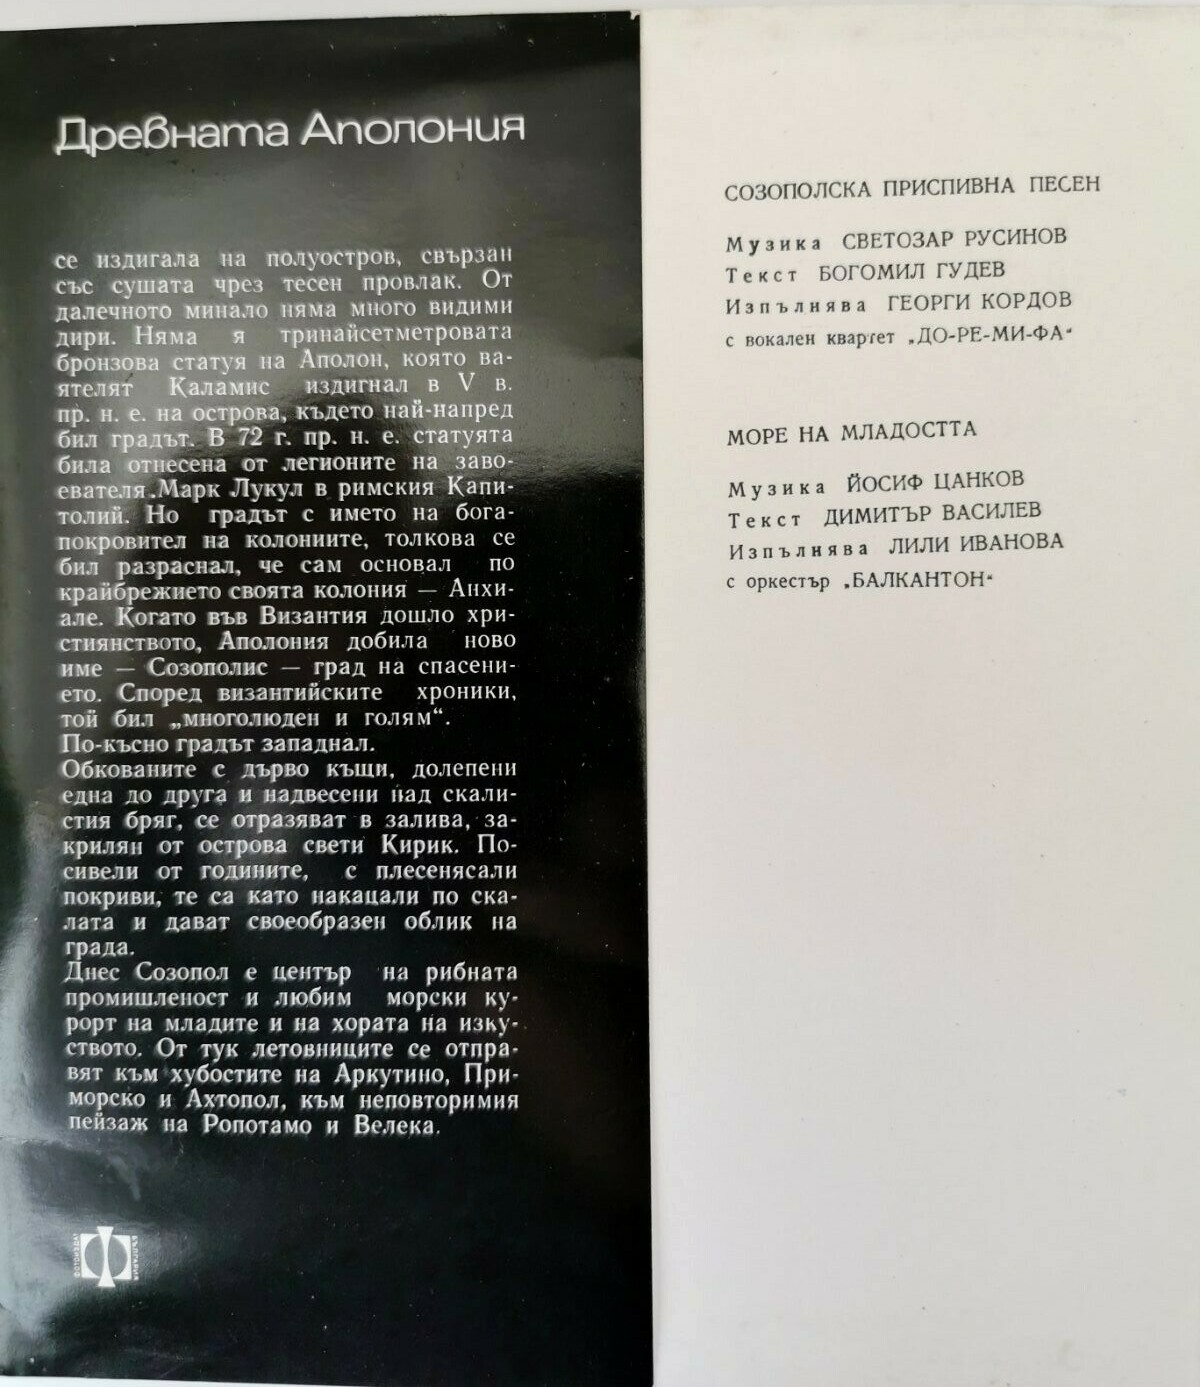 Древната Аполония
се издигала на полуостров, свързан
със сушата чрез тесен провлак. От
далечното минало няма много видими
дири. Няма я тринайсетметровата
бронзова статуя на Аполон, която ва-
ятелят Каламис издигнал в V в.
пр. н. е. на острова, където най-напред
бил градът. В 72 г. пр. н. е. статуята
била отнесена от легионите на заво-
евателя Марк Лукул в римския Капи-
толий. Но градът с името на бога-
покровител на колониите, толкова се
бил разраснал, че сам основал по
крайбрежието своята колония — Анхи-
але. Когато във Византия дошло хри-
стиянството, Аполония добила ново
име — Созополис — град на спасени-
ето. Според византийските хроники,
той бил „многолюден и голям“.
По-късно градът западнал.
Обкованите с дърво къщи, долепени
една до друга и надвесени над скали-
стия бряг, се отразяват в залива, за-
крилян от острова свети Кирик. По-
сивели от годините, с плесенясали
покриви, те са като накацали по ска-
лата и дават своеобразен облик на
града.
Днес Созопол е център на рибната
промишленост и любим морски ку-
рорт на младите и на хората на изку-
ството. От тук летовниците се отпра-
вят към хубостите на Аркутино, При-
морско и Ахтопол, към неповторимия
пейзаж на Ропотамо и Велека.
ФОТОИЗДАТ
БЪЛГАРИЯ
СОЗОПОЛСКА ПРИСПИВНА ПЕСЕН
Музика СВЕТОЗАР РУСИНОВ
Текст БОГОМИЛ ГУДЕВ
Изпълнява ГЕОРГИ КОРДОВ
с вокален квартет „ДО-РЕ-МИ-ФА“
МОРЕ НА МЛАДОСТТА
Музика ЙОСИФ ЦАНКОВ
Текст ДИМИТЪР ВАСИЛЕВ
Изпълнява ЛИЛИ ИВАНОВА
с оркестър „БАЛКАНТОН“